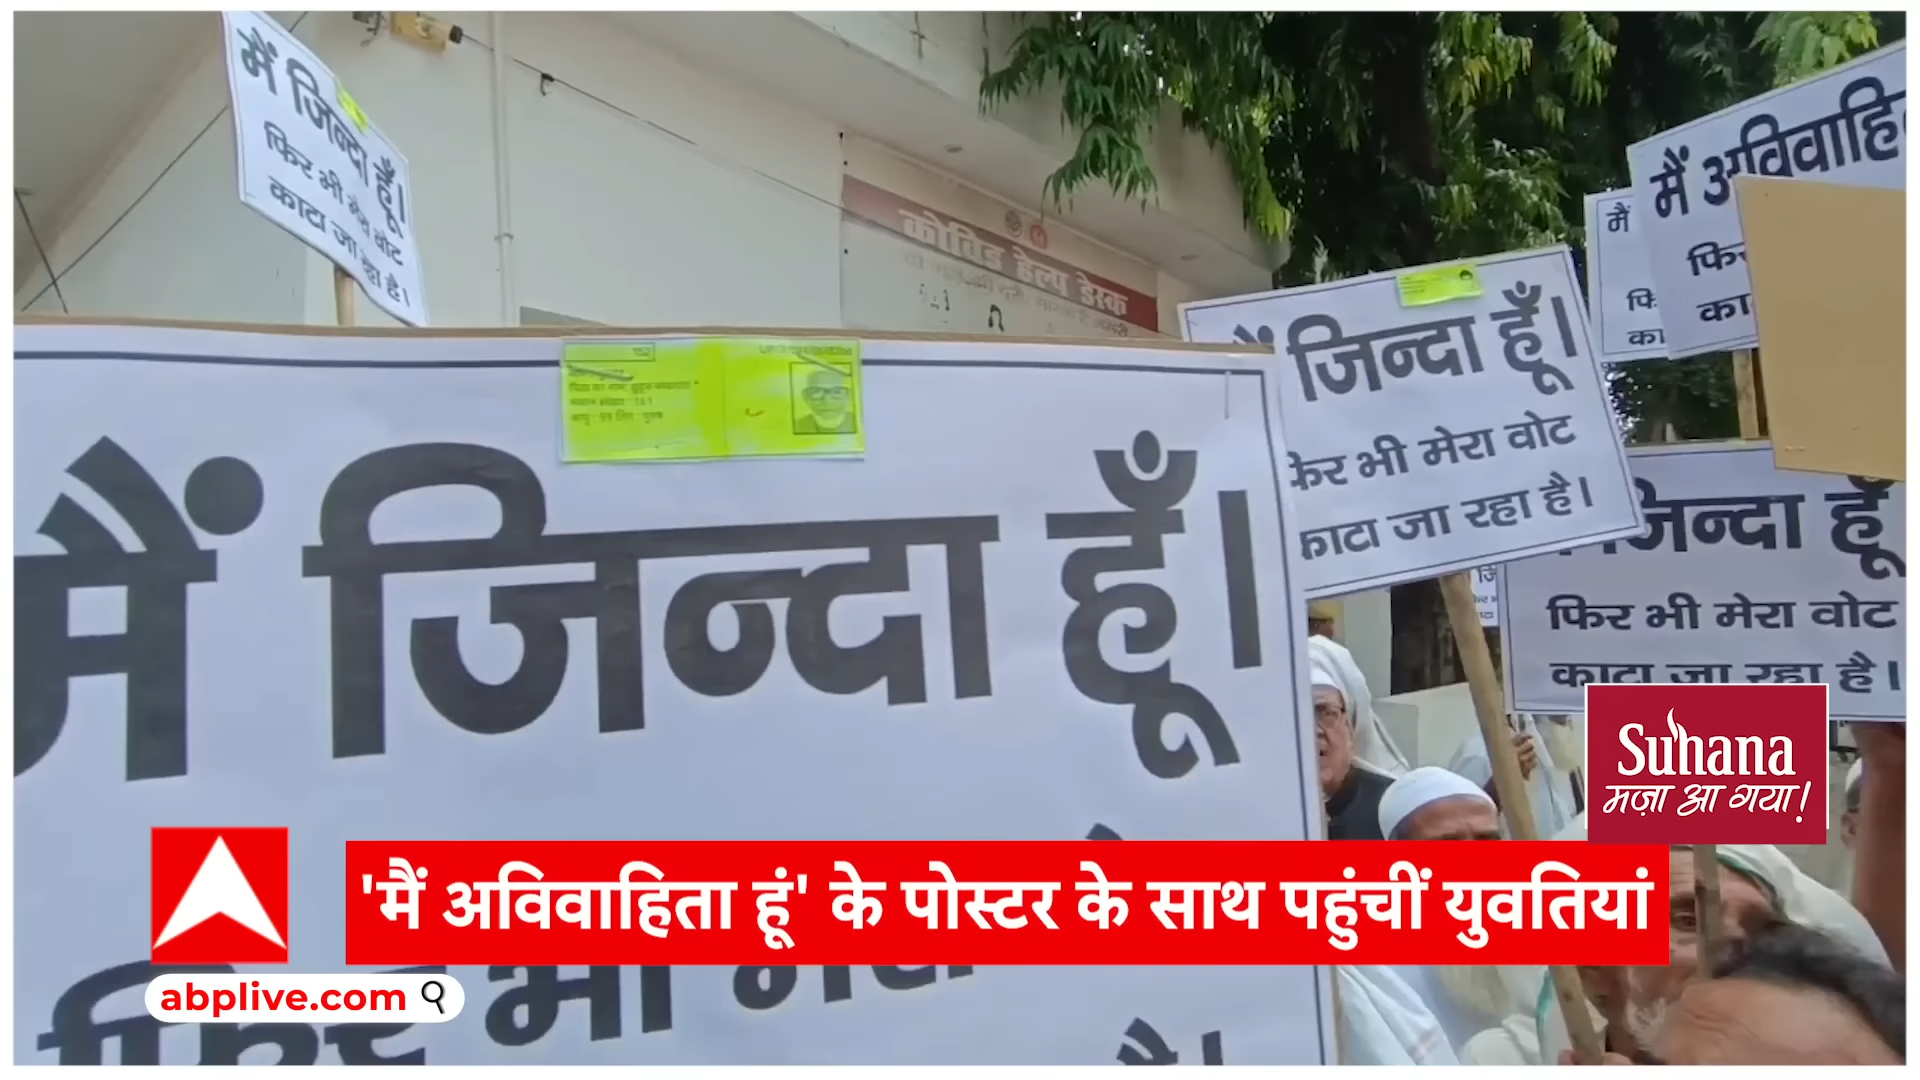 मैं जिन्दा हूँ।
फिर भी मेरा वोट
काटा जा रहा है।
कोविड हेल्प डेस्क
मैं अविवाहि
फिर
का
मैं
फि
का
जिन्दा हूँ।
फिर भी मेरा वोट
काटा जा रहा है।
जिन्दा हूँ
फिर भी मेरा वोट
काटा जा रहा है।
मैं जिन्दा हूँ।
फिर भी मेरा
Suhana
मज़ा आ गया!
'मैं अविवाहिता हूं' के पोस्टर के साथ पहुंचीं युवतियां
abplive.com